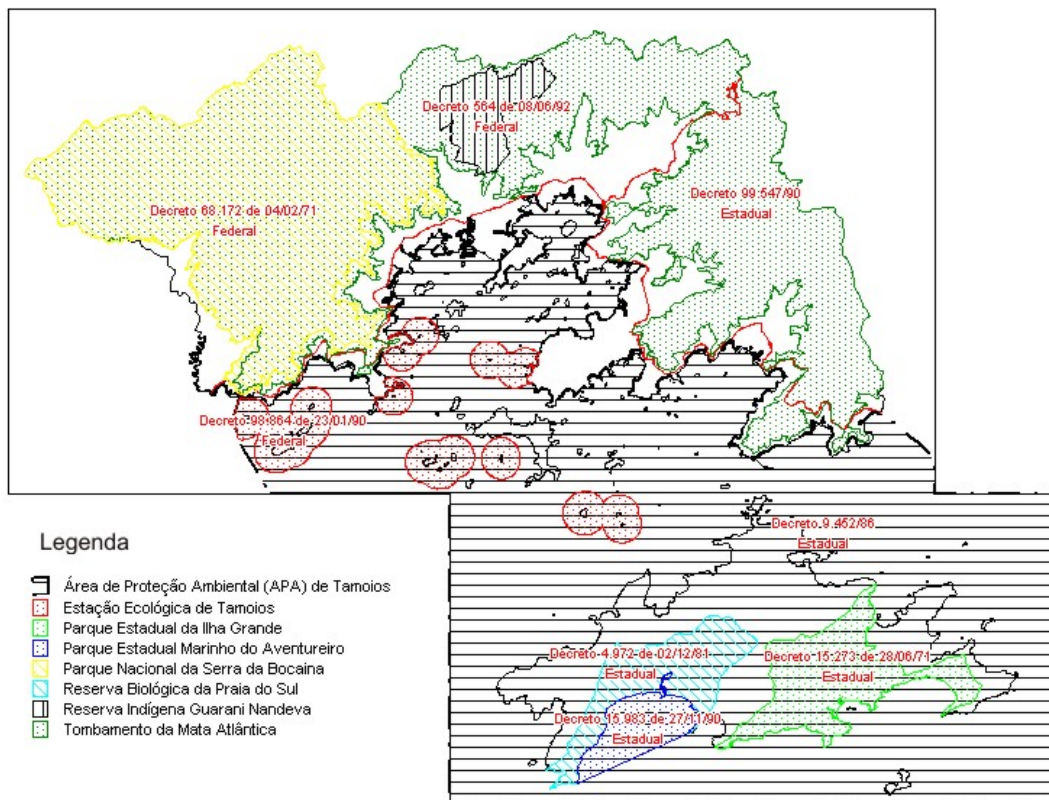 Decreto 564 de 08/06/92
Federal
Decreto 68.172 de 04/02/71
Federal
Decreto 99.547/90
Estadual
Decreto 98.864 de 23/01/90
Federal
Decreto 9.452/86
Estadual
Decreto 4.972 de 02/12/81
Estadual
Decreto 15.273 de 28/06/71
Estadual
Decreto 15.983 de 27/11/90
Estadual
Legenda
Área de Proteção Ambiental (APA) de Tamoios
Estação Ecológica de Tamoios
Parque Estadual da Ilha Grande
Parque Estadual Marinho do Aventureiro
Parque Nacional da Serra da Bocaina
Reserva Biológica da Praia do Sul
Reserva Indígena Guarani Nandeva
Tombamento da Mata Atlântica